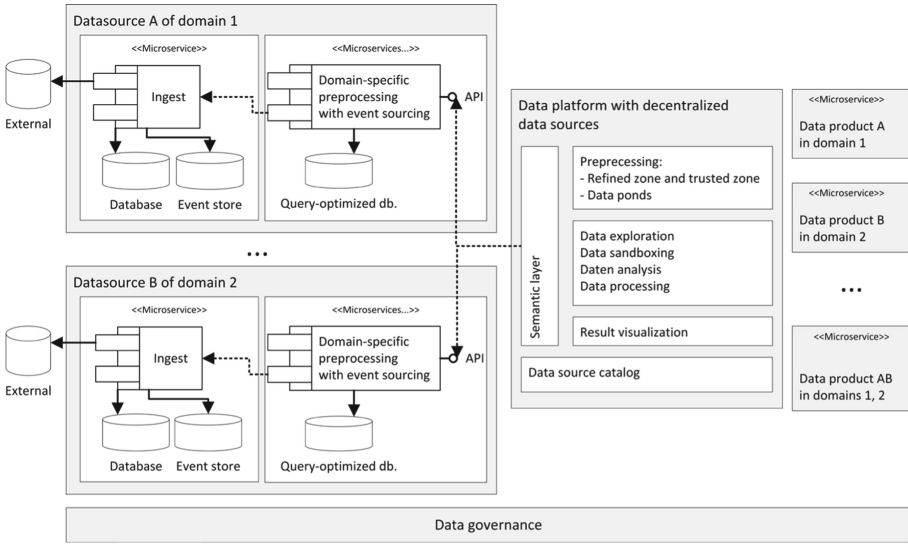 Datasource A of domain 1
<<Microservice>>
<<Microservices...>>
Ingest
Domain-specific
preprocessing
with event sourcing
API
External
Database
Event store
Query-optimized db.
...
Datasource B of domain 2
<<Microservice>>
<<Microservices...>>
Ingest
Domain-specific
preprocessing
with event sourcing
API
External
Database
Event store
Query-optimized db.
Data platform with decentralized
data sources
Semantic layer
Preprecessing:
- Refined zone and trusted zone
- Data ponds
Data exploration
Data sandboxing
Daten analysis
Data processing
Result visualization
Data source catalog
<<Microservice>>
Data product A
in domain 1
<<Microservice>>
Data product B
in domain 2
...
<<Microservice>>
Data product AB
in domains 1, 2
Data governance